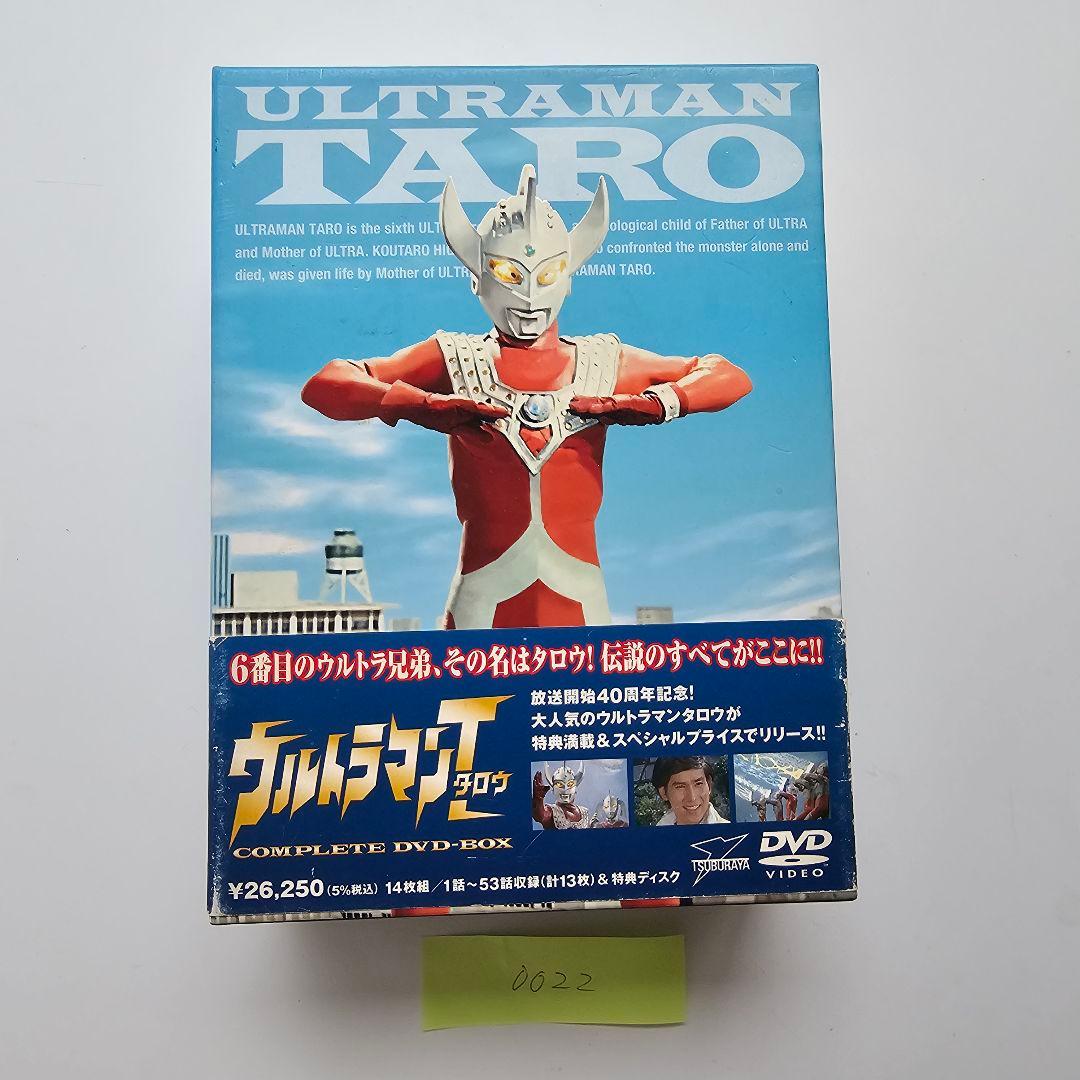 ULTRAMAN
TARO
ULTRAMAN TARO is the sixth ological child of Father of ULTRA
and Mother of ULTRA. KOUTARO confronted the monster alone and
died, was given life by Mother of TARO.
6番目のウルトラ兄弟、その名はタロウ! 伝説のすべてがここに!!
放送開始40周年記念!
大人気のウルトラマンタロウが
特典満載&スペシャルプライスでリリース!!
ウルトラマンT
タロウ
COMPLETE DVD-BOX
TSUBURAYA
DVD
VIDEO
¥26,250(5%税込) 14枚組/1話〜53話収録(計13枚)&特典ディスク
0022